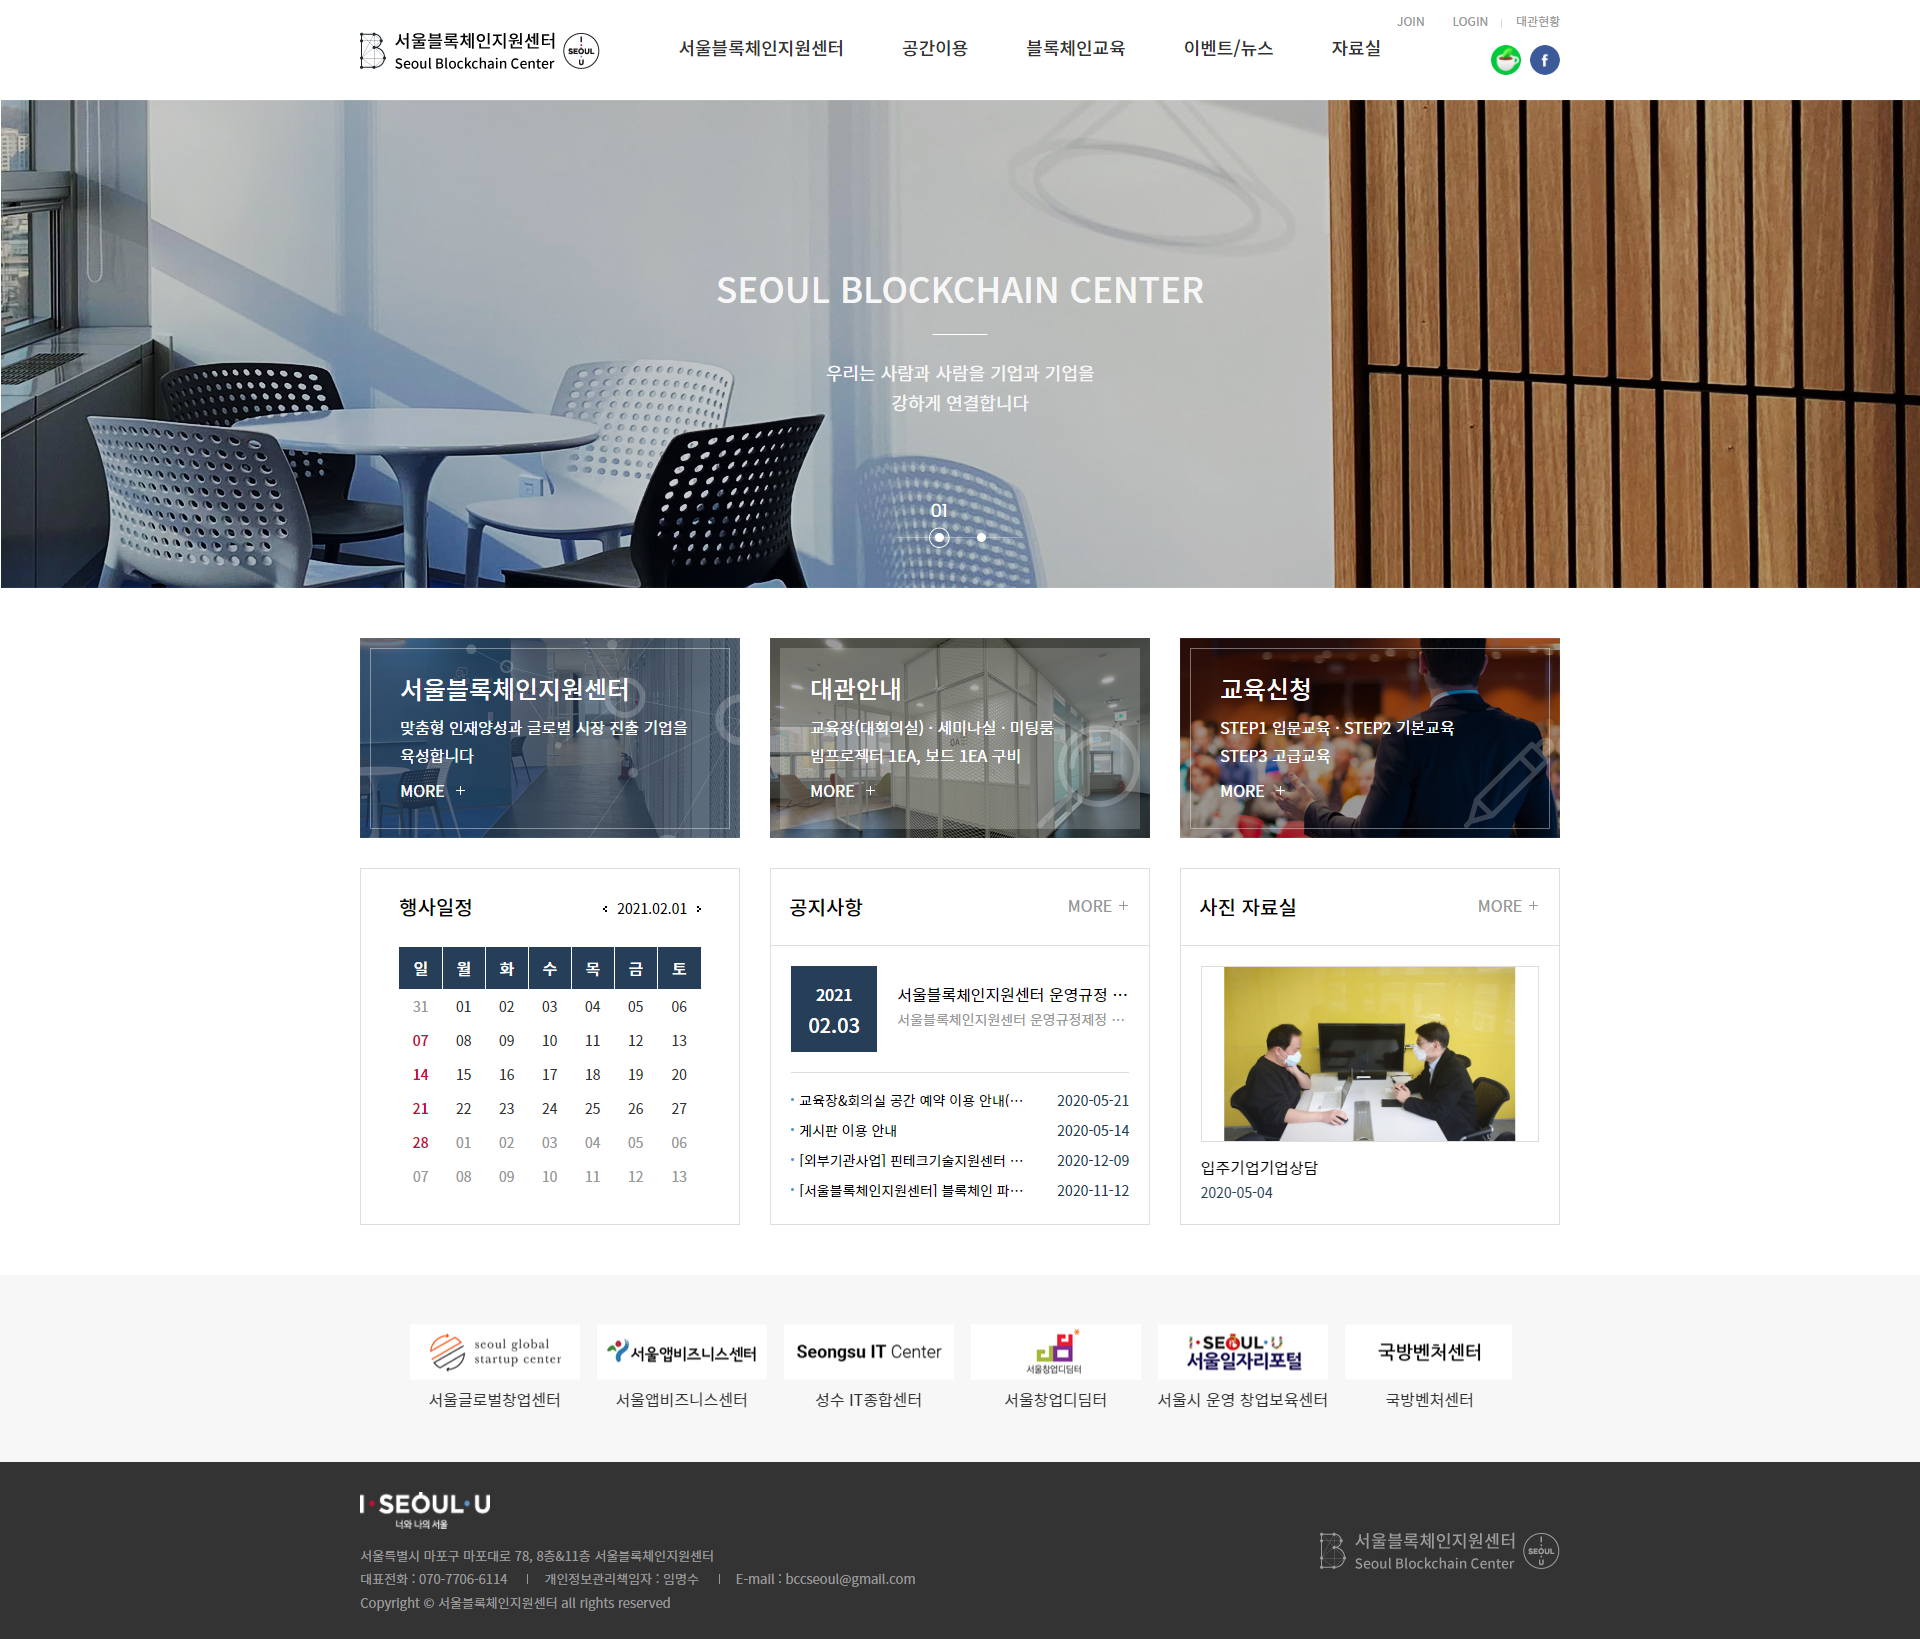 JOIN
LOGIN
대관현황
서울블록체인지원센터
Seoul Blockchain Center
I SEOUL U
서울블록체인지원센터
공간이용
블록체인교육
이벤트/뉴스
자료실
f
SEOUL BLOCKCHAIN CENTER
우리는 사람과 사람을 기업과 기업을
강하게 연결합니다
01
서울블록체인지원센터
맞춤형 인재양성과 글로벌 시장 진출 기업을
육성합니다
MORE +
대관안내
교육장(대회의실) · 세미나실 · 미팅룸
빔프로젝터 1EA, 보드 1EA 구비
MORE +
교육신청
STEP1 입문교육 · STEP2 기본교육
STEP3 고급교육
MORE +
행사일정
2021.02.01
일 월 화 수 목 금 토
31 01 02 03 04 05 06
07 08 09 10 11 12 13
14 15 16 17 18 19 20
21 22 23 24 25 26 27
28 01 02 03 04 05 06
07 08 09 10 11 12 13
공지사항
MORE +
2021
02.03
서울블록체인지원센터 운영규정 …
서울블록체인지원센터 운영규정제정 …
교육장&회의실 공간 예약 이용 안내(… 2020-05-21
게시판 이용 안내 2020-05-14
[외부기관사업] 핀테크기술지원센터 … 2020-12-09
[서울블록체인지원센터] 블록체인 파… 2020-11-12
사진 자료실
MORE +
입주기업기업상담
2020-05-04
seoul global
startup center
서울글로벌창업센터
서울앱비즈니스센터
서울앱비즈니스센터
Seongsu IT Center
성수 IT종합센터
서울창업디딤터
서울창업디딤터
I·SEOUL·U
서울일자리포털
서울시 운영 창업보육센터
국방벤처센터
국방벤처센터
I·SEOUL·U
너와 나의 서울
서울특별시 마포구 마포대로 78, 8층&11층 서울블록체인지원센터
대표전화 : 070-7706-6114 | 개인정보관리책임자 : 임명수 | E-mail : bccseoul@gmail.com
Copyright © 서울블록체인지원센터 all rights reserved
서울블록체인지원센터
Seoul Blockchain Center
I SEOUL U